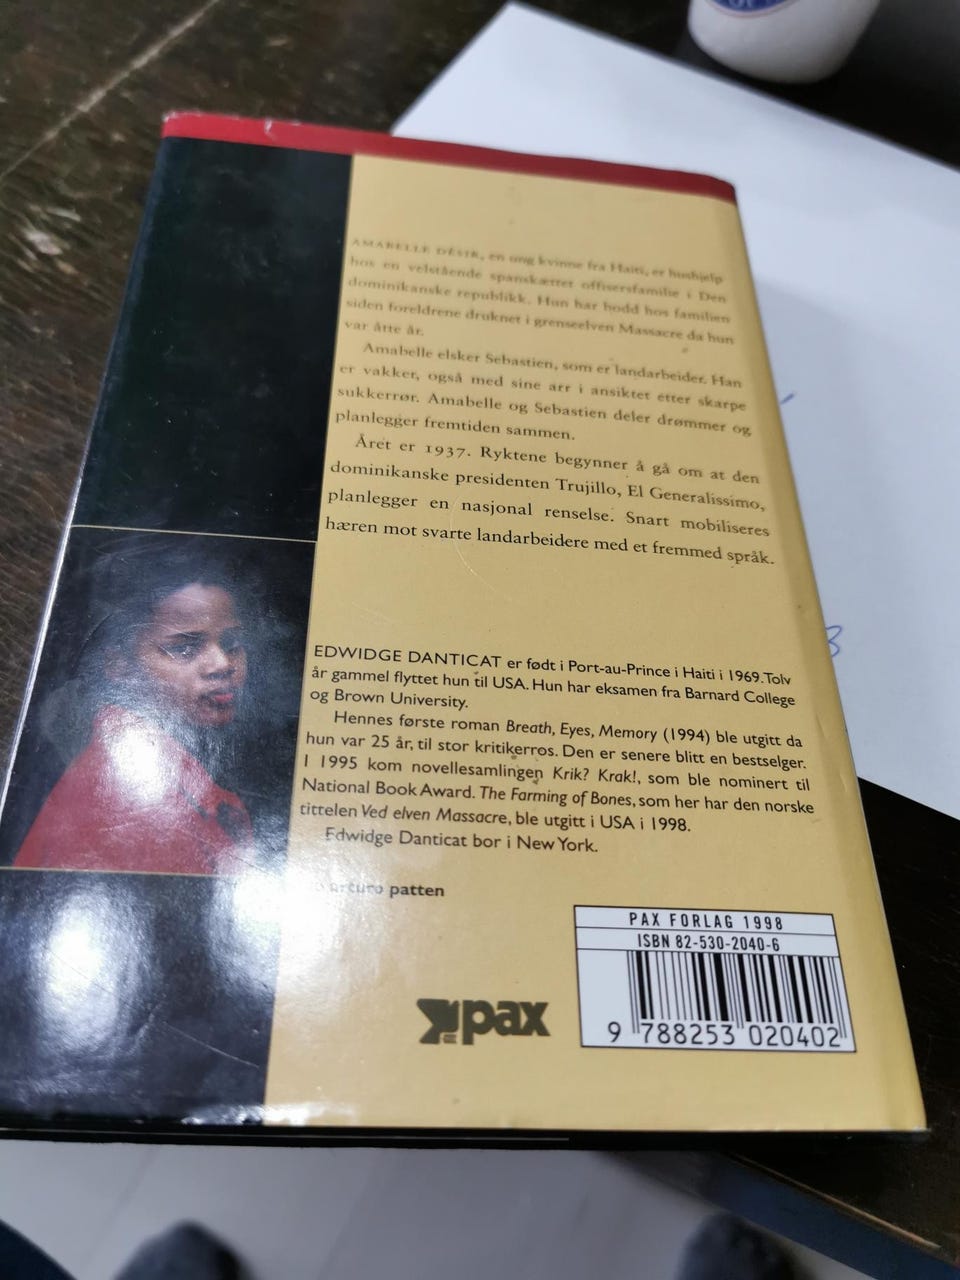 AMABELLE DÉSIR, en ung kvinne fra Haiti, er hushjelp
hos en velstående spanskættet offisersfamilie i Den
dominikanske republikk. Hun har bodd hos familien
siden foreldrene druknet i grenseelven Massacre da hun
var åtte år.
Amabelle elsker Sebastien, som er landarbeider. Han
er vakker, også med sine arr i ansiktet etter skarpe
sukkerrør. Amabelle og Sebastien deler drømmer og
planlegger fremtiden sammen.
Året er 1937. Ryktene begynner å gå om at den
dominikanske presidenten Trujillo, El Generalissimo,
planlegger en nasjonal renselse. Snart mobiliseres
hæren mot svarte landarbeidere med et fremmed språk.
EDWIDGE DANTICAT er født i Port-au-Prince i Haiti i 1969. Tolv
år gammel flyttet hun til USA. Hun har eksamen fra Barnard College
og Brown University.
Hennes første roman Breath, Eyes, Memory (1994) ble utgitt da
hun var 25 år, til stor kritikerros. Den er senere blitt en bestselger.
I 1995 kom novellesamlingen Krik? Krak!, som ble nominert til
National Book Award. The Farming of Bones, som her har den norske
tittelen Ved elven Massacre, ble utgitt i USA i 1998.
Edwidge Danticat bor i New York.
arturo patten
PAX FORLAG 1998
ISBN 82-530-2040-6
pax
9 788253 020402